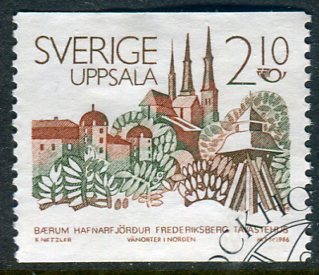 SVERIGE 2.10
UPPSALA
BÆRUM HAFNARFJÖRÐUR FREDERIKSBERG TAVASTEHUS
K NETZLER VÄNORTER I NORDEN 1986